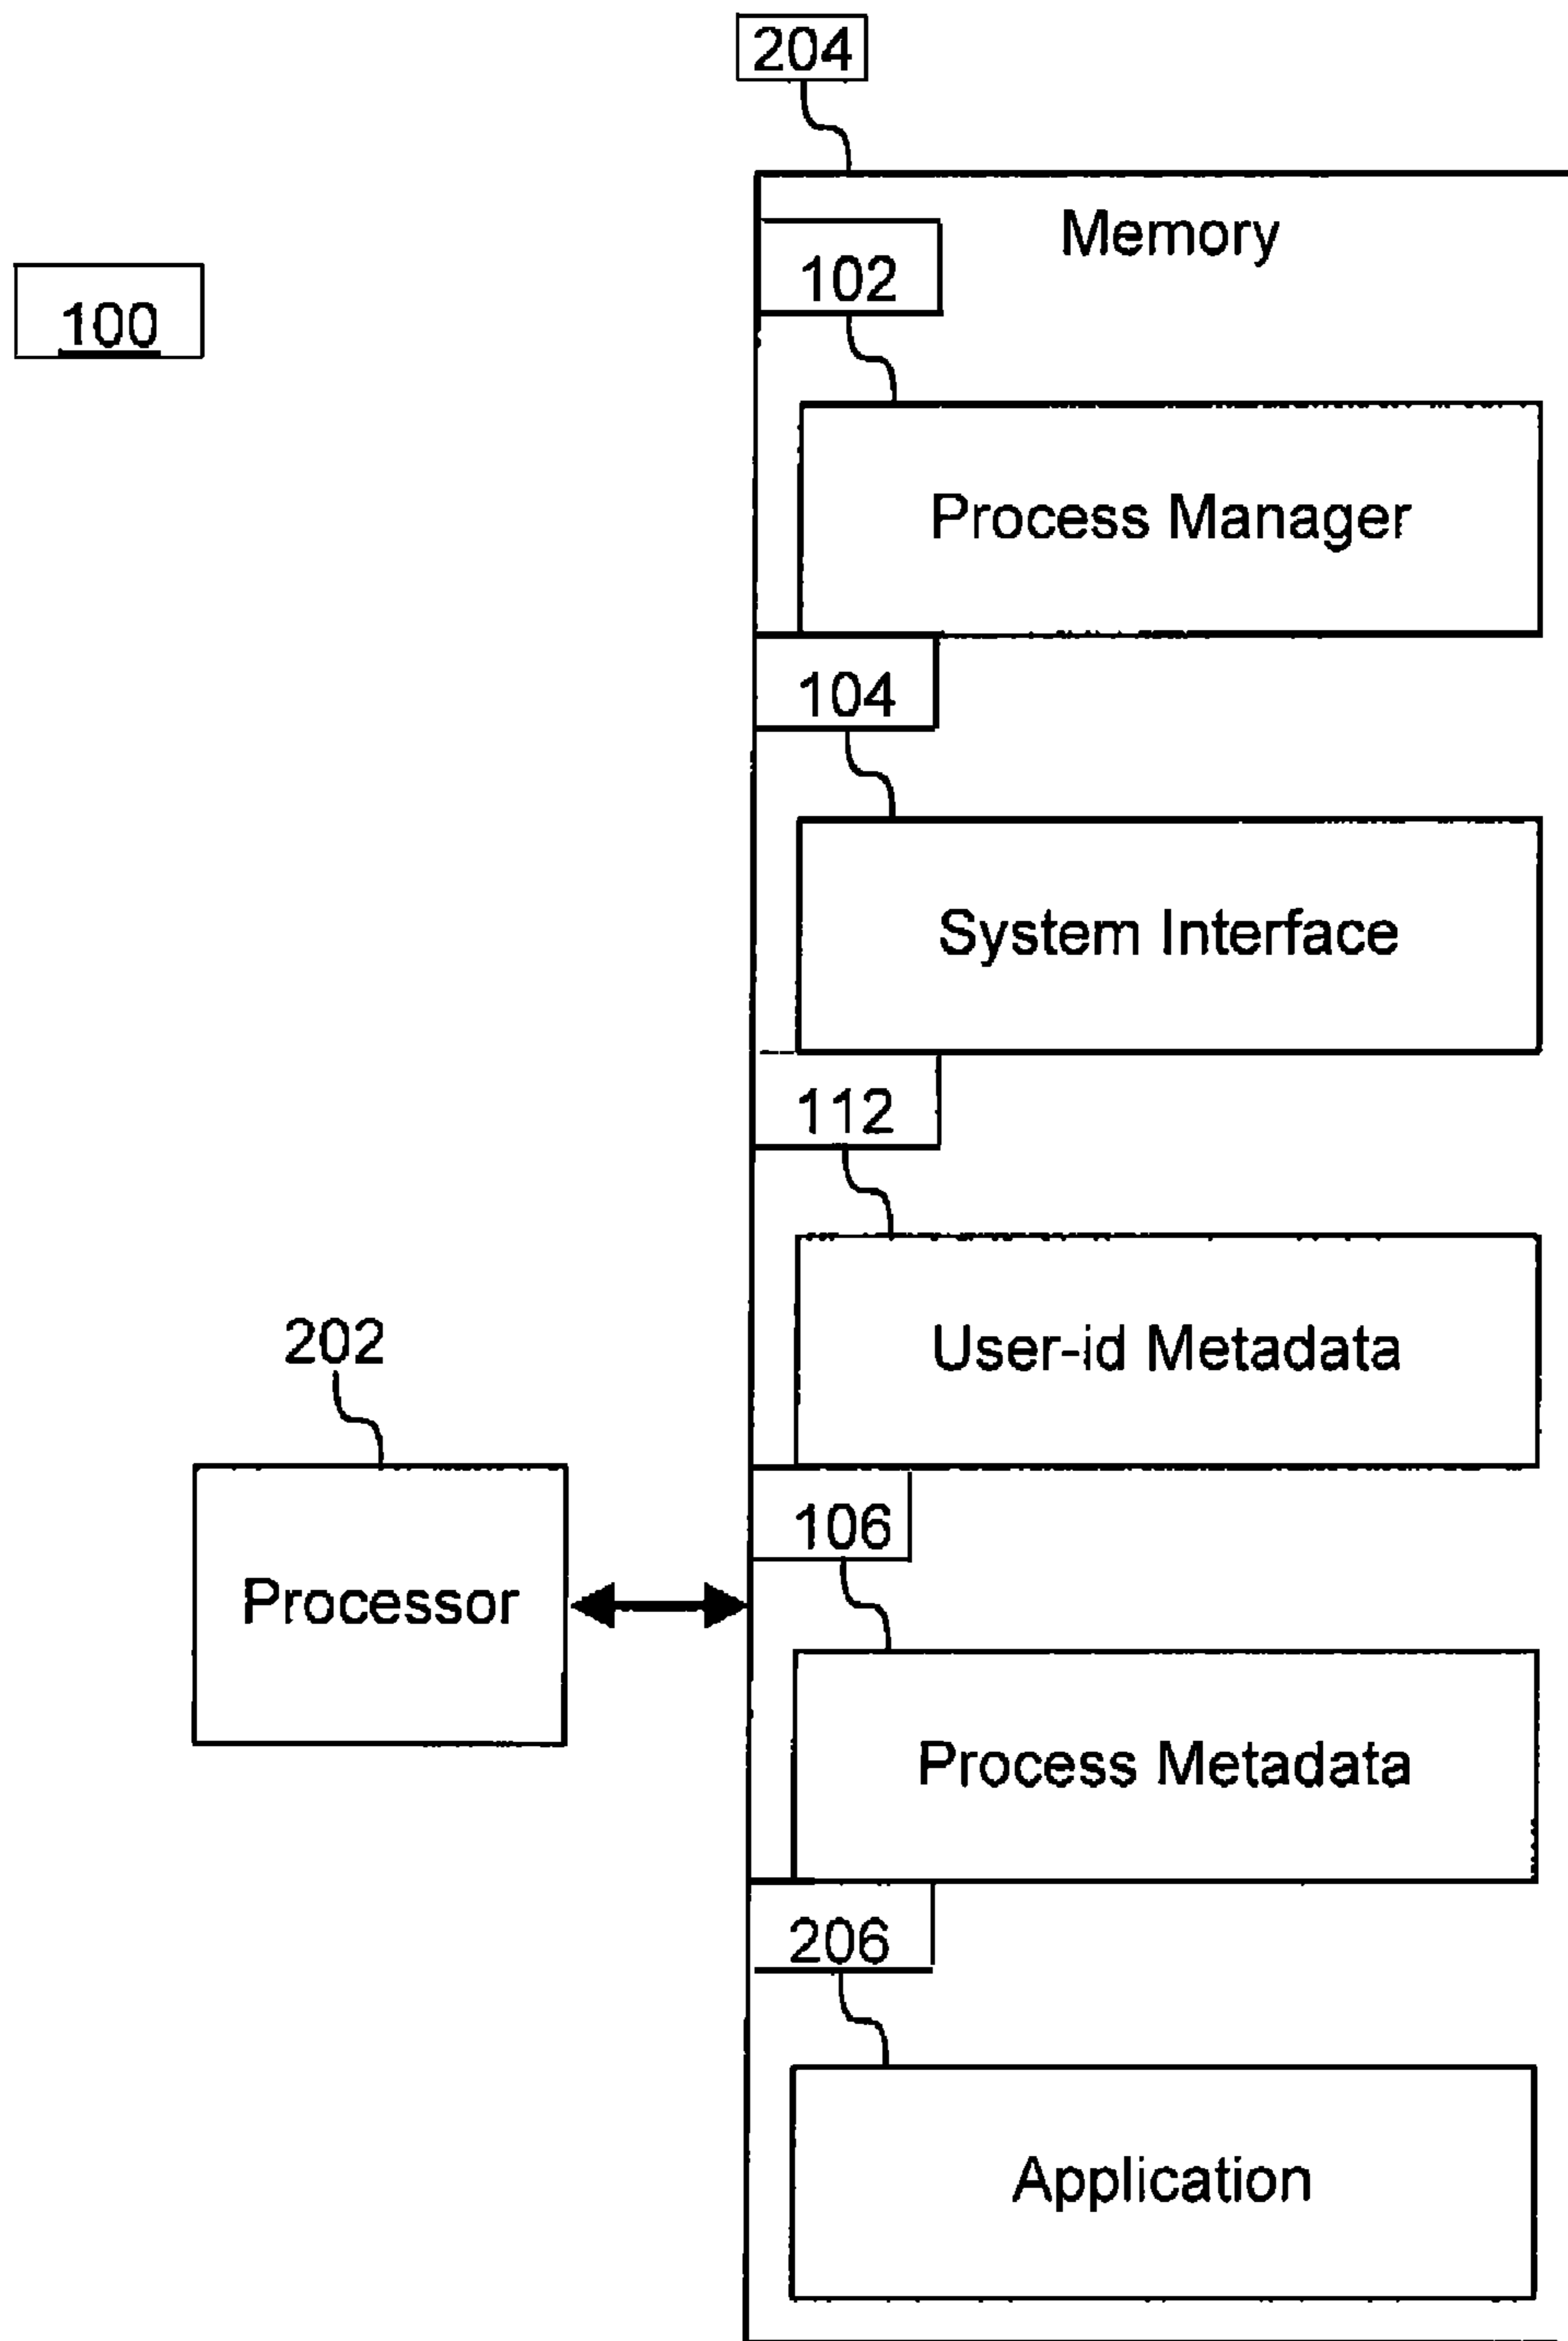 204
Memory
102
100
Process Manager
104
System Interface
112
User-id Metadata
202
106
Processor
Process Metadata
206
Application